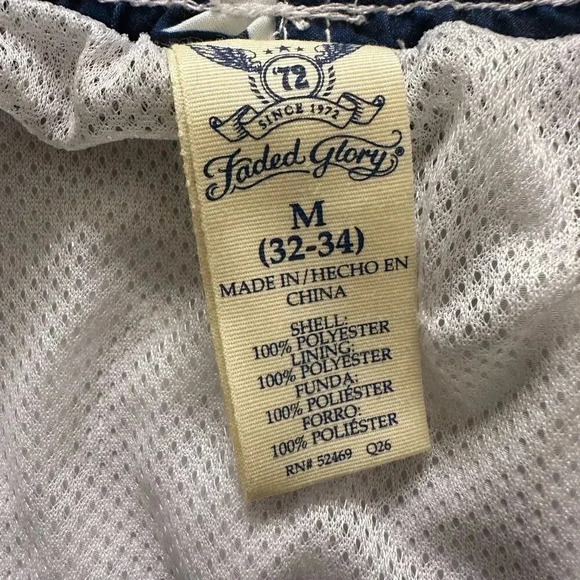 '72
SINCE 1972
Faded Glory®
M
(32-34)
MADE IN/HECHO EN
CHINA
SHELL:
100% POLYESTER
LINING:
100% POLYESTER
FUNDA:
100% POLIÉSTER
FORRO:
100% POLIÉSTER
RN# 52469 Q26